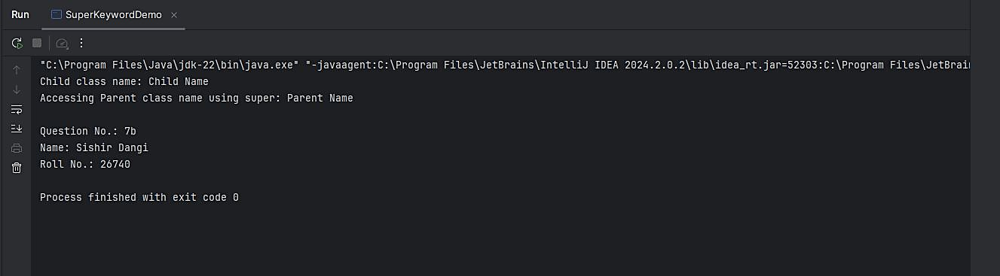 Run SuperKeywordDemo
"C:\Program Files\Java\jdk-22\bin\java.exe" "-javaagent:C:\Program Files\JetBrains\IntelliJ IDEA 2024.2.0.2\lib\idea_rt.jar=52303:C:\Program Files\JetBrain
Child class name: Child Name
Accessing Parent class name using super: Parent Name
Question No.: 7b
Name: Sishir Dangi
Roll No.: 26740
Process finished with exit code 0